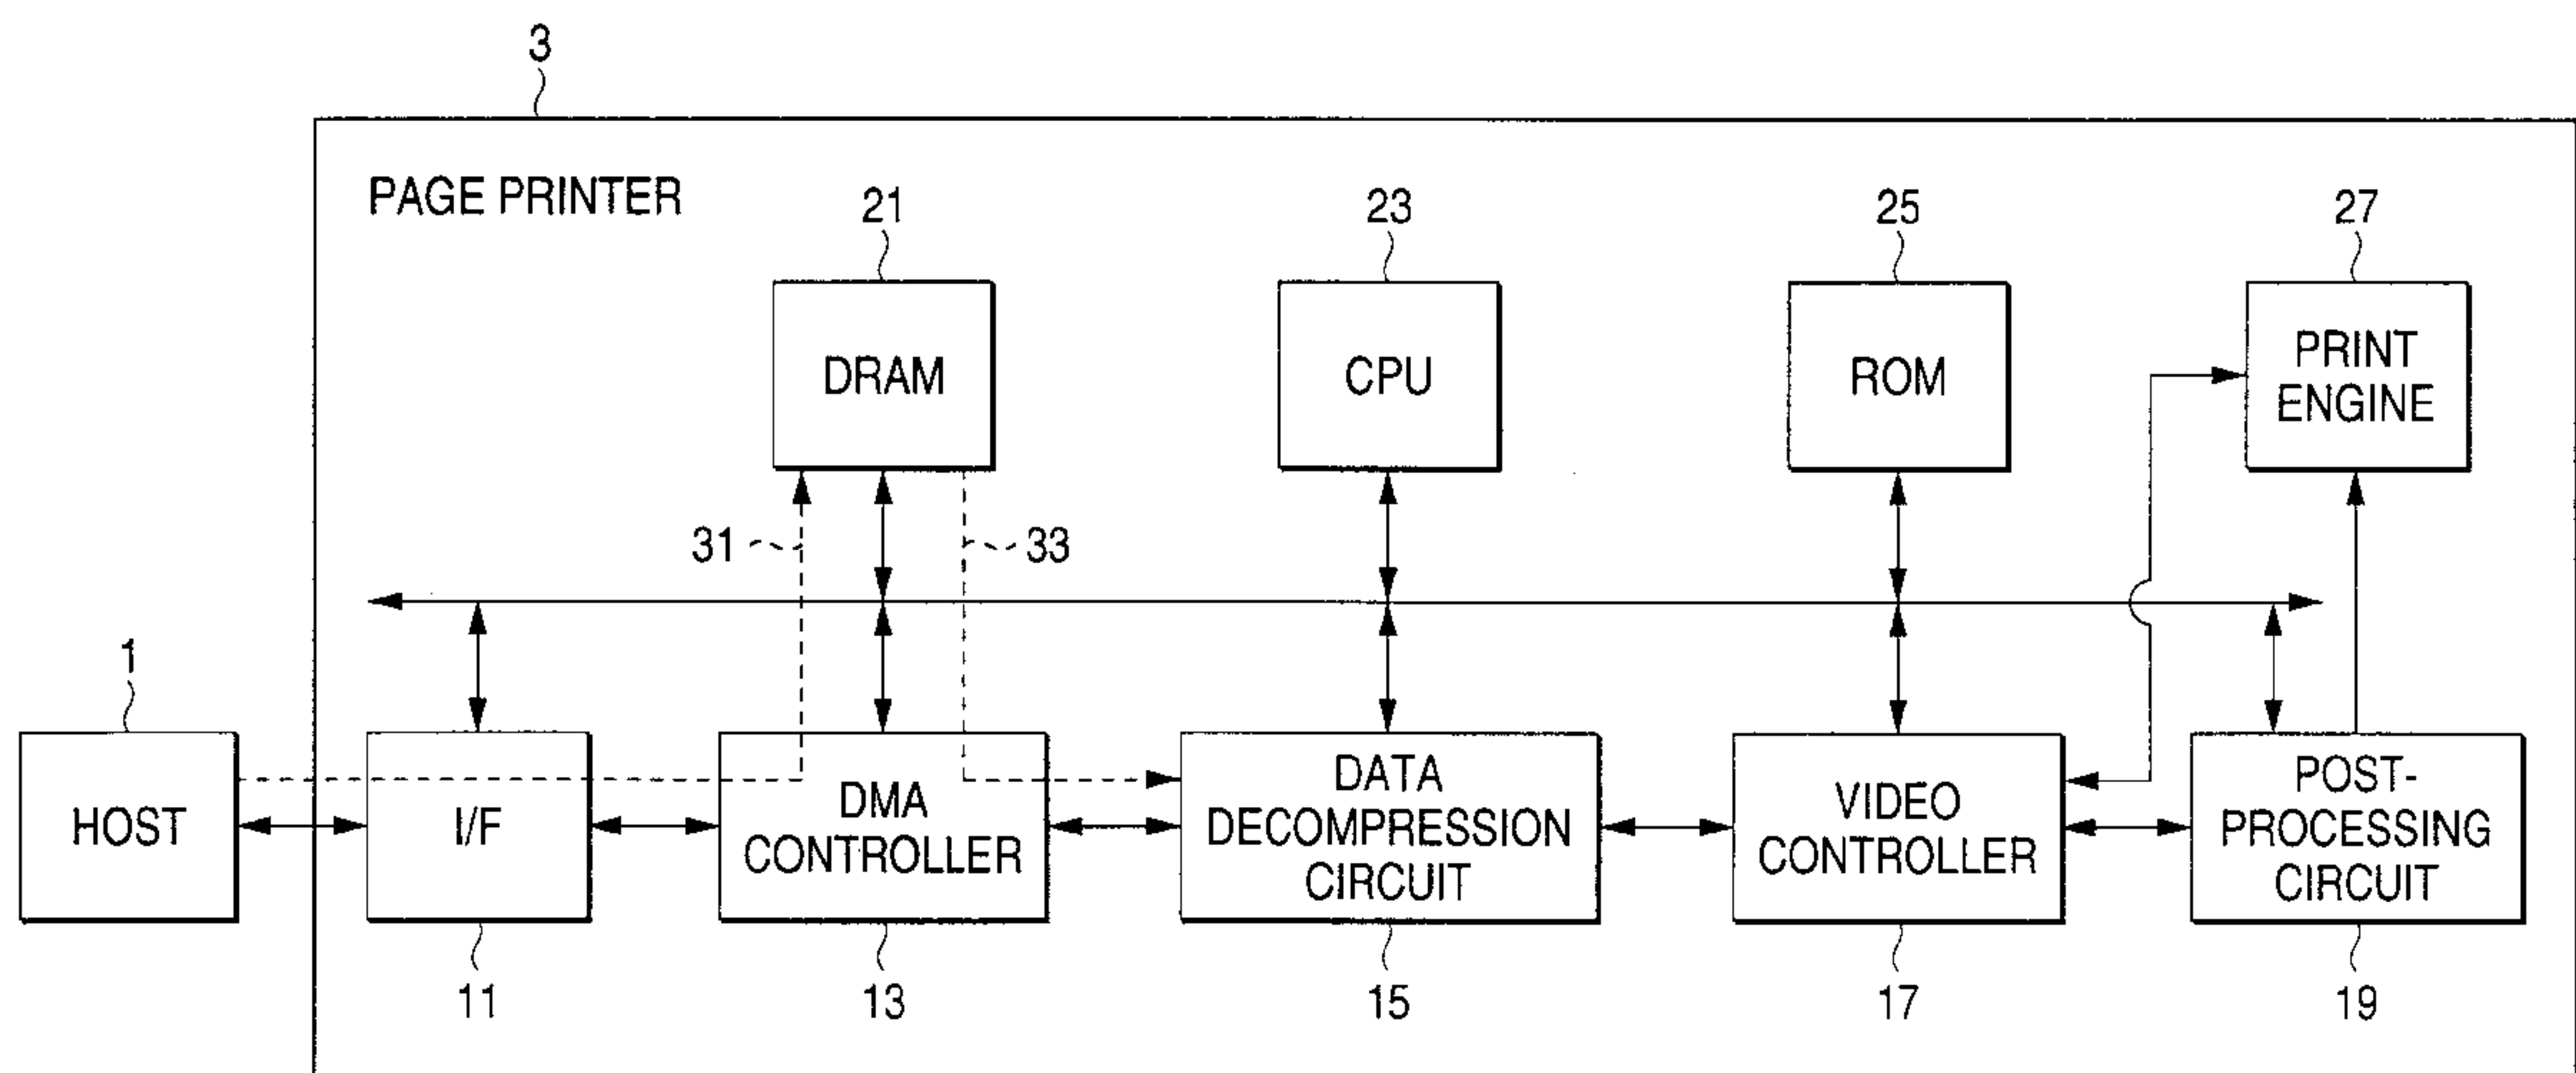 3
PAGE PRINTER
21
23
25
27
DRAM
CPU
ROM
PRINT
ENGINE
31
33
1
HOST
I/F
DMA
CONTROLLER
DATA
DECOMPRESSION
CIRCUIT
VIDEO
CONTROLLER
POST-
PROCESSING
CIRCUIT
11
13
15
17
19